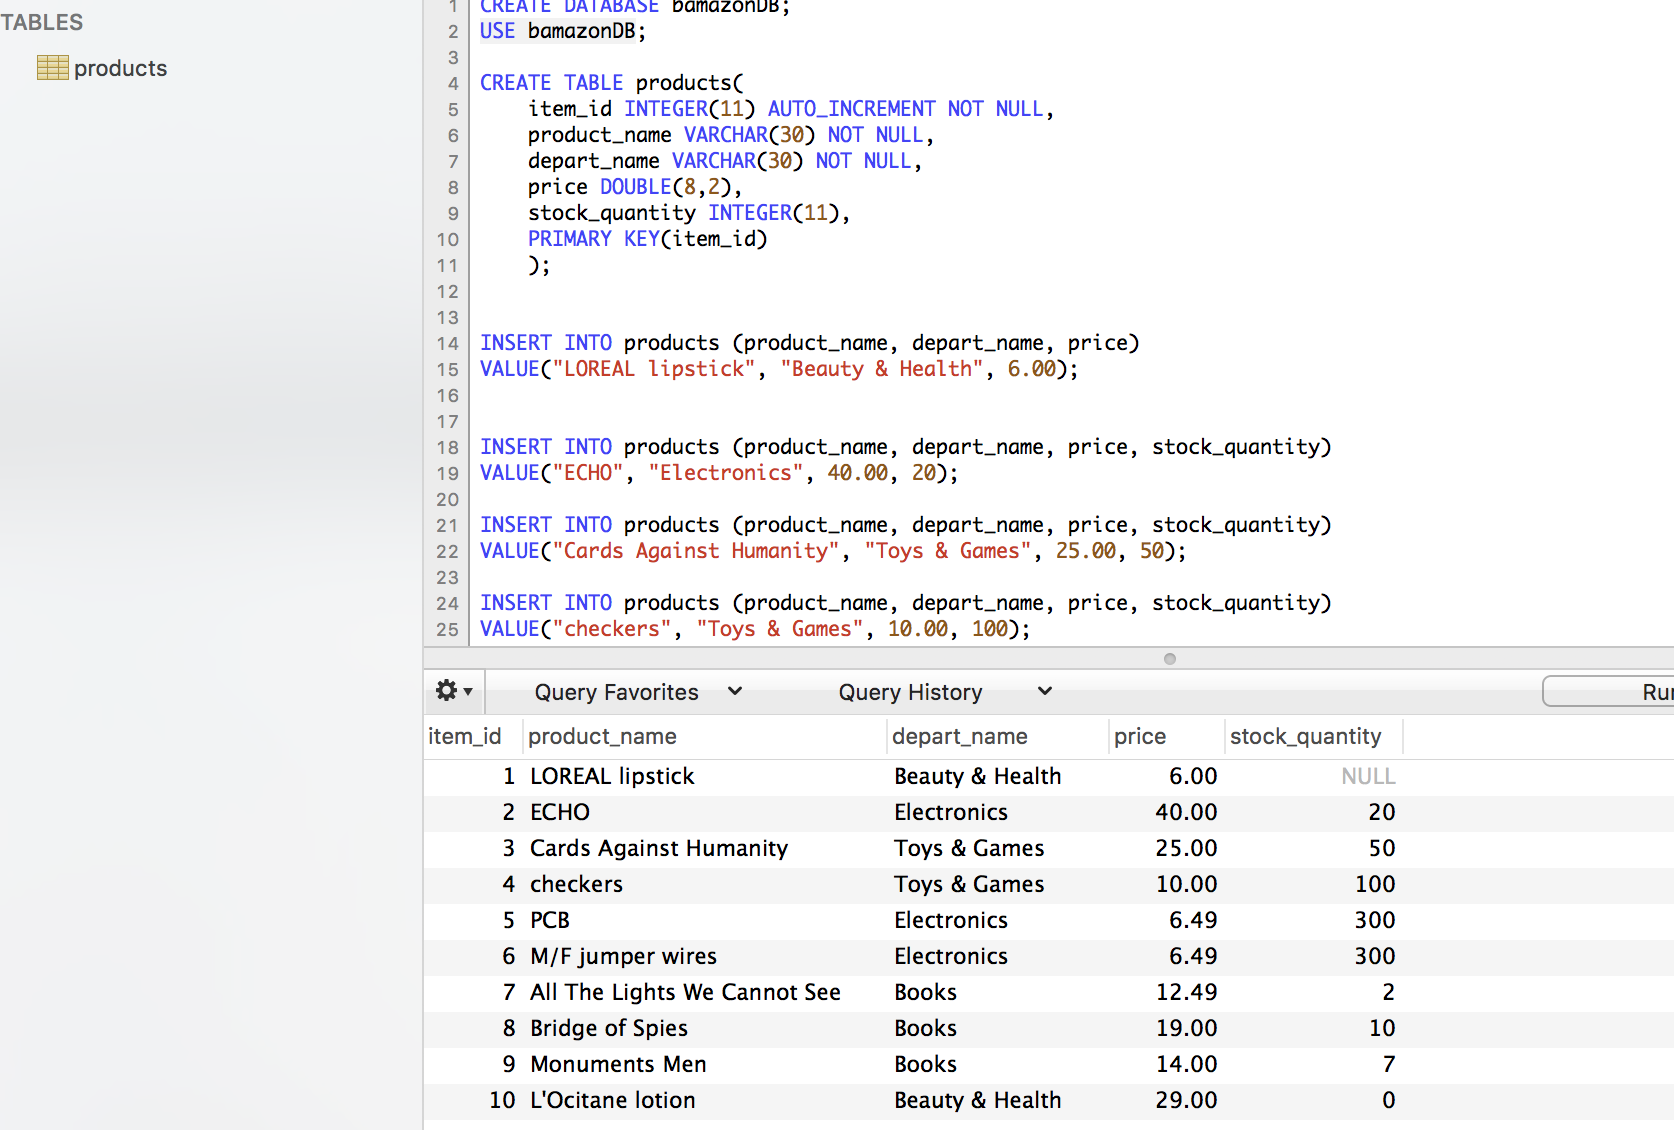 TABLES
products
1 CREATE DATABASE bamazonDB;
2 USE bamazonDB;
3
4 CREATE TABLE products(
5 item_id INTEGER(11) AUTO_INCREMENT NOT NULL,
6 product_name VARCHAR(30) NOT NULL,
7 depart_name VARCHAR(30) NOT NULL,
8 price DOUBLE(8,2),
9 stock_quantity INTEGER(11),
10 PRIMARY KEY(item_id)
11 );
12
13
14 INSERT INTO products (product_name, depart_name, price)
15 VALUE("LOREAL lipstick", "Beauty & Health", 6.00);
16
17
18 INSERT INTO products (product_name, depart_name, price, stock_quantity)
19 VALUE("ECHO", "Electronics", 40.00, 20);
20
21 INSERT INTO products (product_name, depart_name, price, stock_quantity)
22 VALUE("Cards Against Humanity", "Toys & Games", 25.00, 50);
23
24 INSERT INTO products (product_name, depart_name, price, stock_quantity)
25 VALUE("checkers", "Toys & Games", 10.00, 100);
Query Favorites Query History Ru
item_id product_name depart_name price stock_quantity
1 LOREAL lipstick Beauty & Health 6.00 NULL
2 ECHO Electronics 40.00 20
3 Cards Against Humanity Toys & Games 25.00 50
4 checkers Toys & Games 10.00 100
5 PCB Electronics 6.49 300
6 M/F jumper wires Electronics 6.49 300
7 All The Lights We Cannot See Books 12.49 2
8 Bridge of Spies Books 19.00 10
9 Monuments Men Books 14.00 7
10 L'Ocitane lotion Beauty & Health 29.00 0